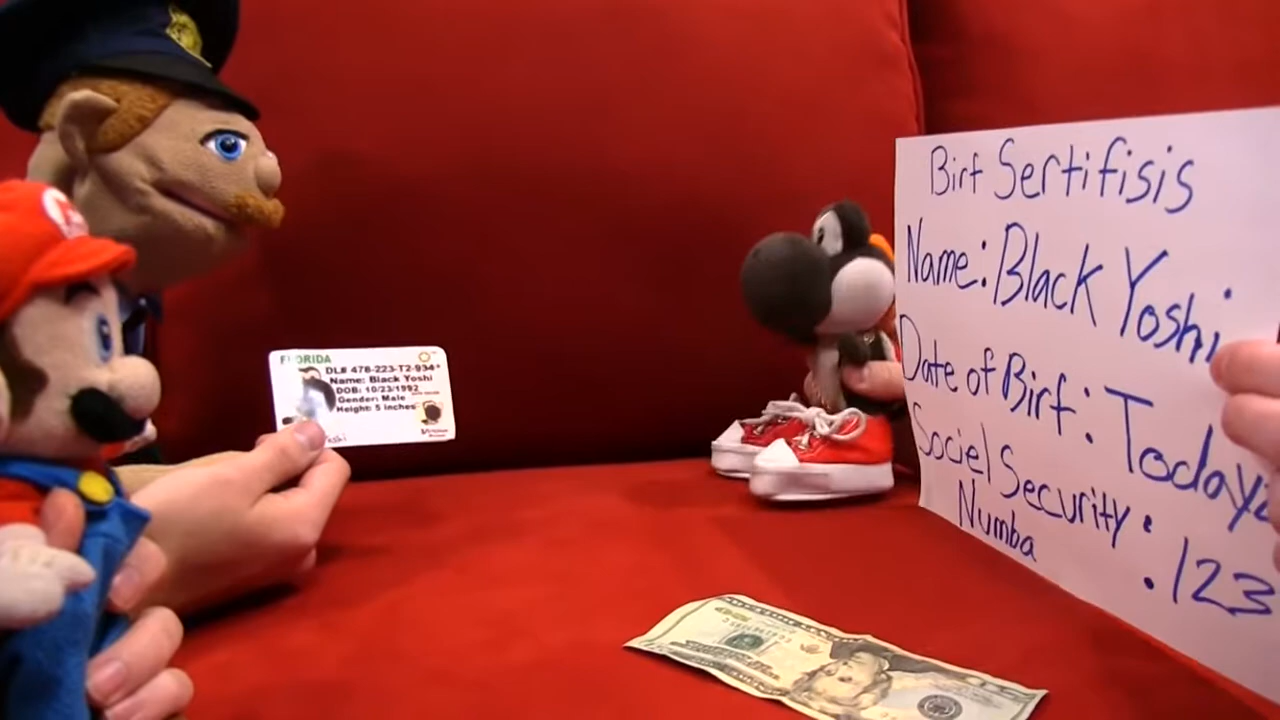 FLORIDA
DL# 478-223-T2-934*
Name: Black Yoshi
DOB: 10/23/1992
Gender: Male
Height: 5 inches
Birf Sertifisis
Name: Black Yoshi
Date of Birf: Today
Sociel Security
Numba : .123